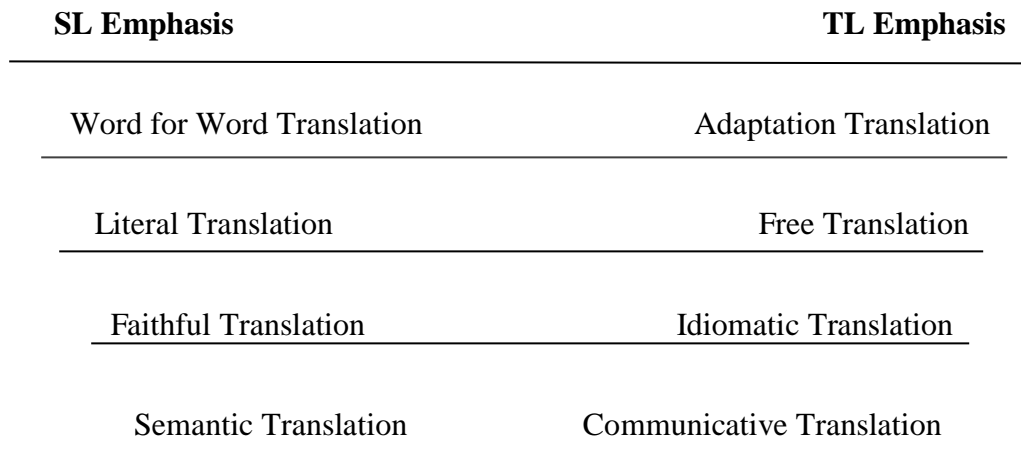 SL Emphasis TL Emphasis
Word for Word Translation Adaptation Translation
Literal Translation Free Translation
Faithful Translation Idiomatic Translation
Semantic Translation Communicative Translation